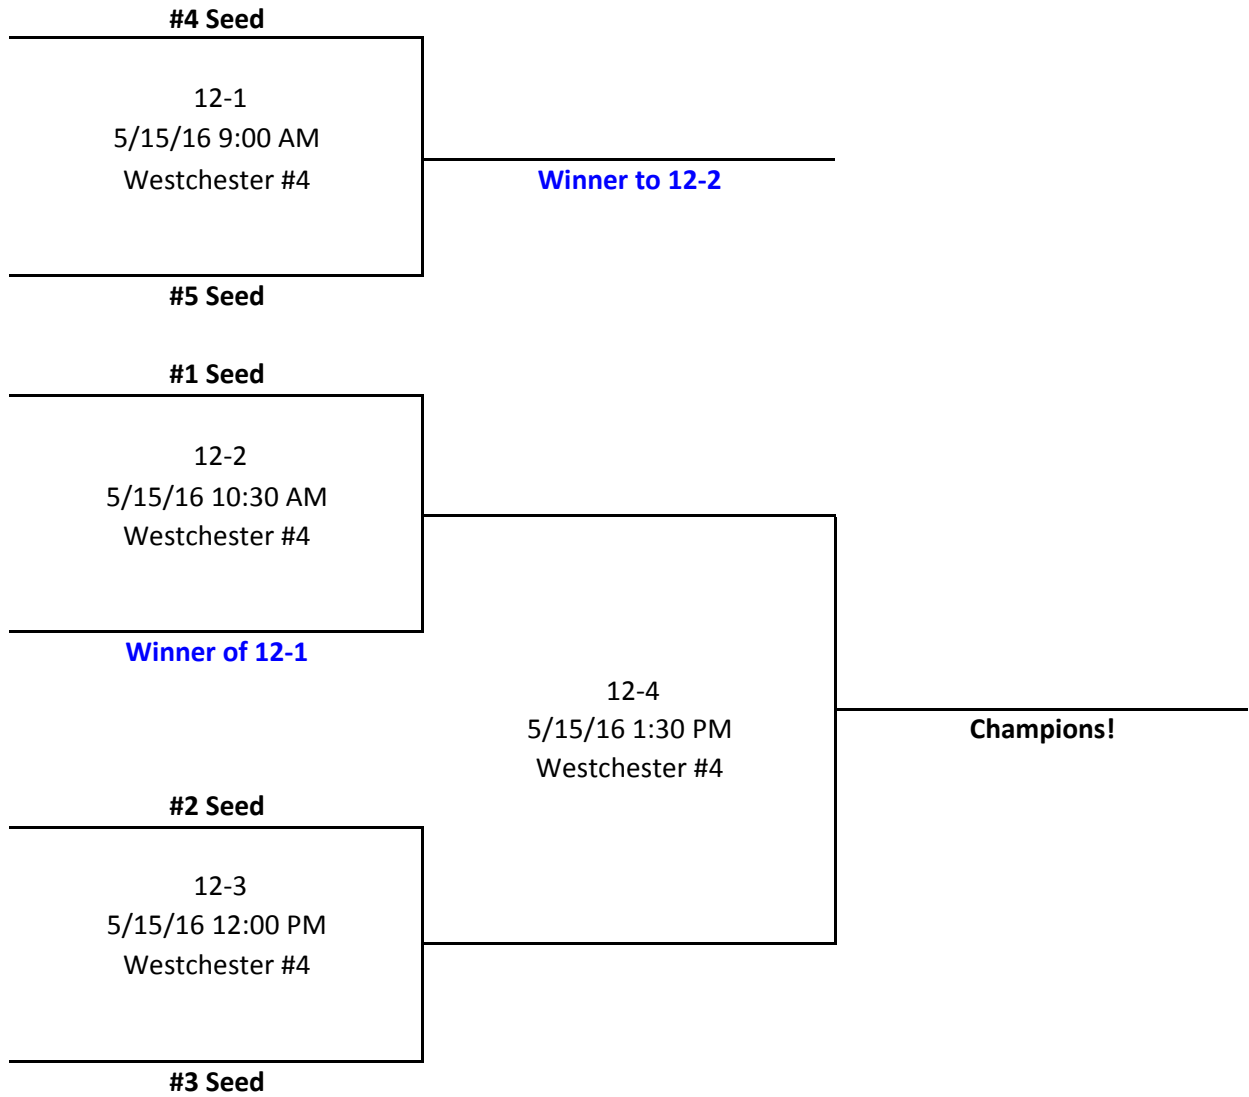 #4 Seed
12-1
5/15/16 9:00 AM
Westchester #4
Winner to 12-2
#5 Seed
#1 Seed
12-2
5/15/16 10:30 AM
Westchester #4
Winner of 12-1
12-4
5/15/16 1:30 PM
Westchester #4
Champions!
#2 Seed
12-3
5/15/16 12:00 PM
Westchester #4
#3 Seed